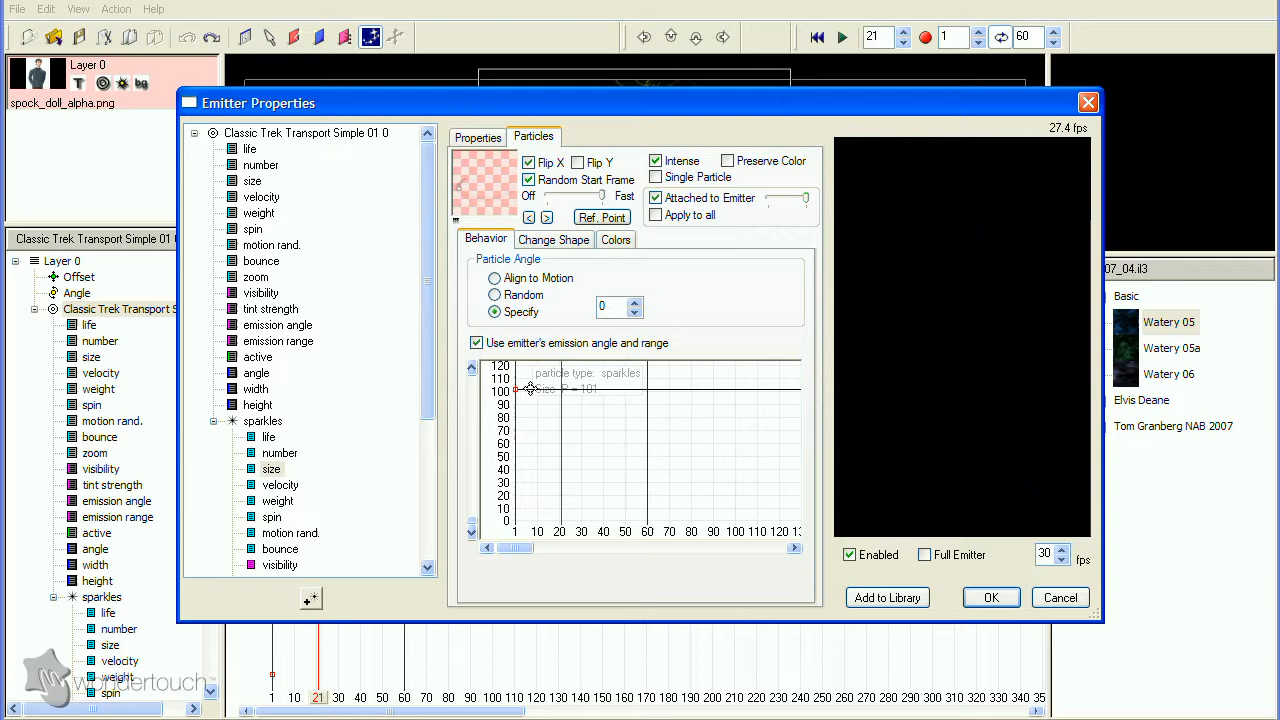 File Edit View Action Help
21
1
60
Layer 0
spock_doll_alpha.png
Emitter Properties
27.4 fps
Classic Trek Transport Simple 01 0
life
number
size
velocity
weight
spin
motion rand.
bounce
zoom
visibility
tint strength
emission angle
emission range
active
angle
width
height
sparkles
life
number
size
velocity
weight
spin
motion rand.
bounce
visibility
Properties Particles
Flip X Flip Y
Random Start Frame
Off Fast
< > Ref. Point
Intense Preserve Color
Single Particle
Attached to Emitter
Apply to all
Behavior Change Shape Colors
Particle Angle
Align to Motion
Random
Specify 0
Use emitter's emission angle and range
particle type: sparkles
Size P = 101
120
110
100
90
80
70
60
50
40
30
20
10
0
1 10 20 30 40 50 60 70 80 90 100 110 120 13
Enabled Full Emitter 30 fps
Add to Library OK Cancel
Classic Trek Transport Simple 01
Layer 0
Offset
Angle
Classic Trek Transport S
life
number
size
velocity
weight
spin
motion rand.
bounce
zoom
visibility
tint strength
emission angle
emission range
active
angle
width
height
sparkles
life
number
size
velocity
weight
spin
07_04.il3
Basic
Watery 05
Watery 05a
Watery 06
Elvis Deane
Tom Granberg NAB 2007
1 10 21 30 40 50 60 70 80 90 100 110 120 130 140 150 160 170 180 190 200 210 220 230 240 250 260 270 280 290 300 310 320 330 340 35
wondertouch